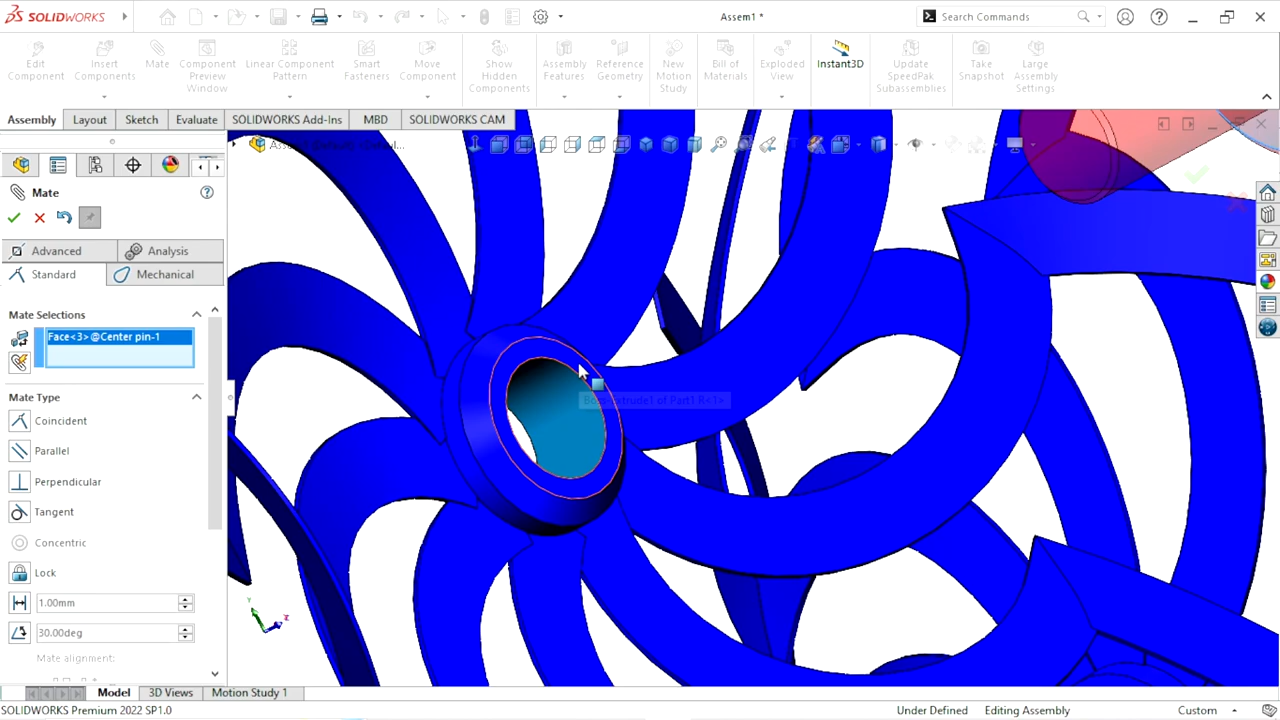 SOLIDWORKS
Assem1 *
Search Commands
Edit Component
Insert Components
Mate
Component Preview Window
Linear Component Pattern
Smart Fasteners
Move Component
Show Hidden Components
Assembly Features
Reference Geometry
New Motion Study
Bill of Materials
Exploded View
Instant3D
Update SpeedPak Subassemblies
Take Snapshot
Large Assembly Settings
Assembly
Layout
Sketch
Evaluate
SOLIDWORKS Add-Ins
MBD
SOLIDWORKS CAM
Mate
Advanced
Analysis
Standard
Mechanical
Mate Selections
Face<3>@Center pin-1
Mate Type
Coincident
Parallel
Perpendicular
Tangent
Concentric
Lock
1.00mm
30.00deg
Mate alignment:
Boss-Extrude1 of Part1 R<1>
Y
Z
Model
3D Views
Motion Study 1
SOLIDWORKS Premium 2022 SP1.0
Under Defined
Editing Assembly
Custom